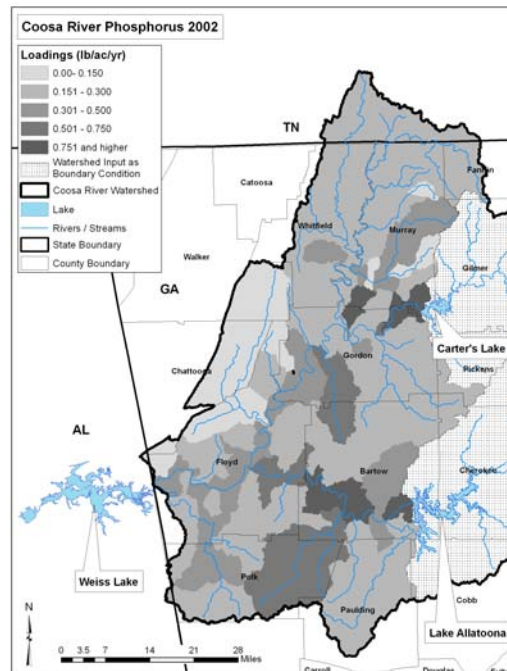 Coosa River Phosphorus 2002
Loadings (lb/ac/yr)
0.00- 0.150
0.151 - 0.300
0.301 - 0.500
0.501 - 0.750
0.751 and higher
Watershed Input as
Boundary Condition
Coosa River Watershed
Lake
Rivers / Streams
State Boundary
County Boundary
TN
Catoosa
Fannin
Whitfield
Murray
Walker
Gilmer
GA
Carter's Lake
Gordon
Pickens
Chattooga
AL
Floyd
Bartow
Cherokee
Weiss Lake
Polk
Paulding
Cobb
Lake Allatoona
N
0 3.5 7 14 21 28
Miles
Carroll
Douglas